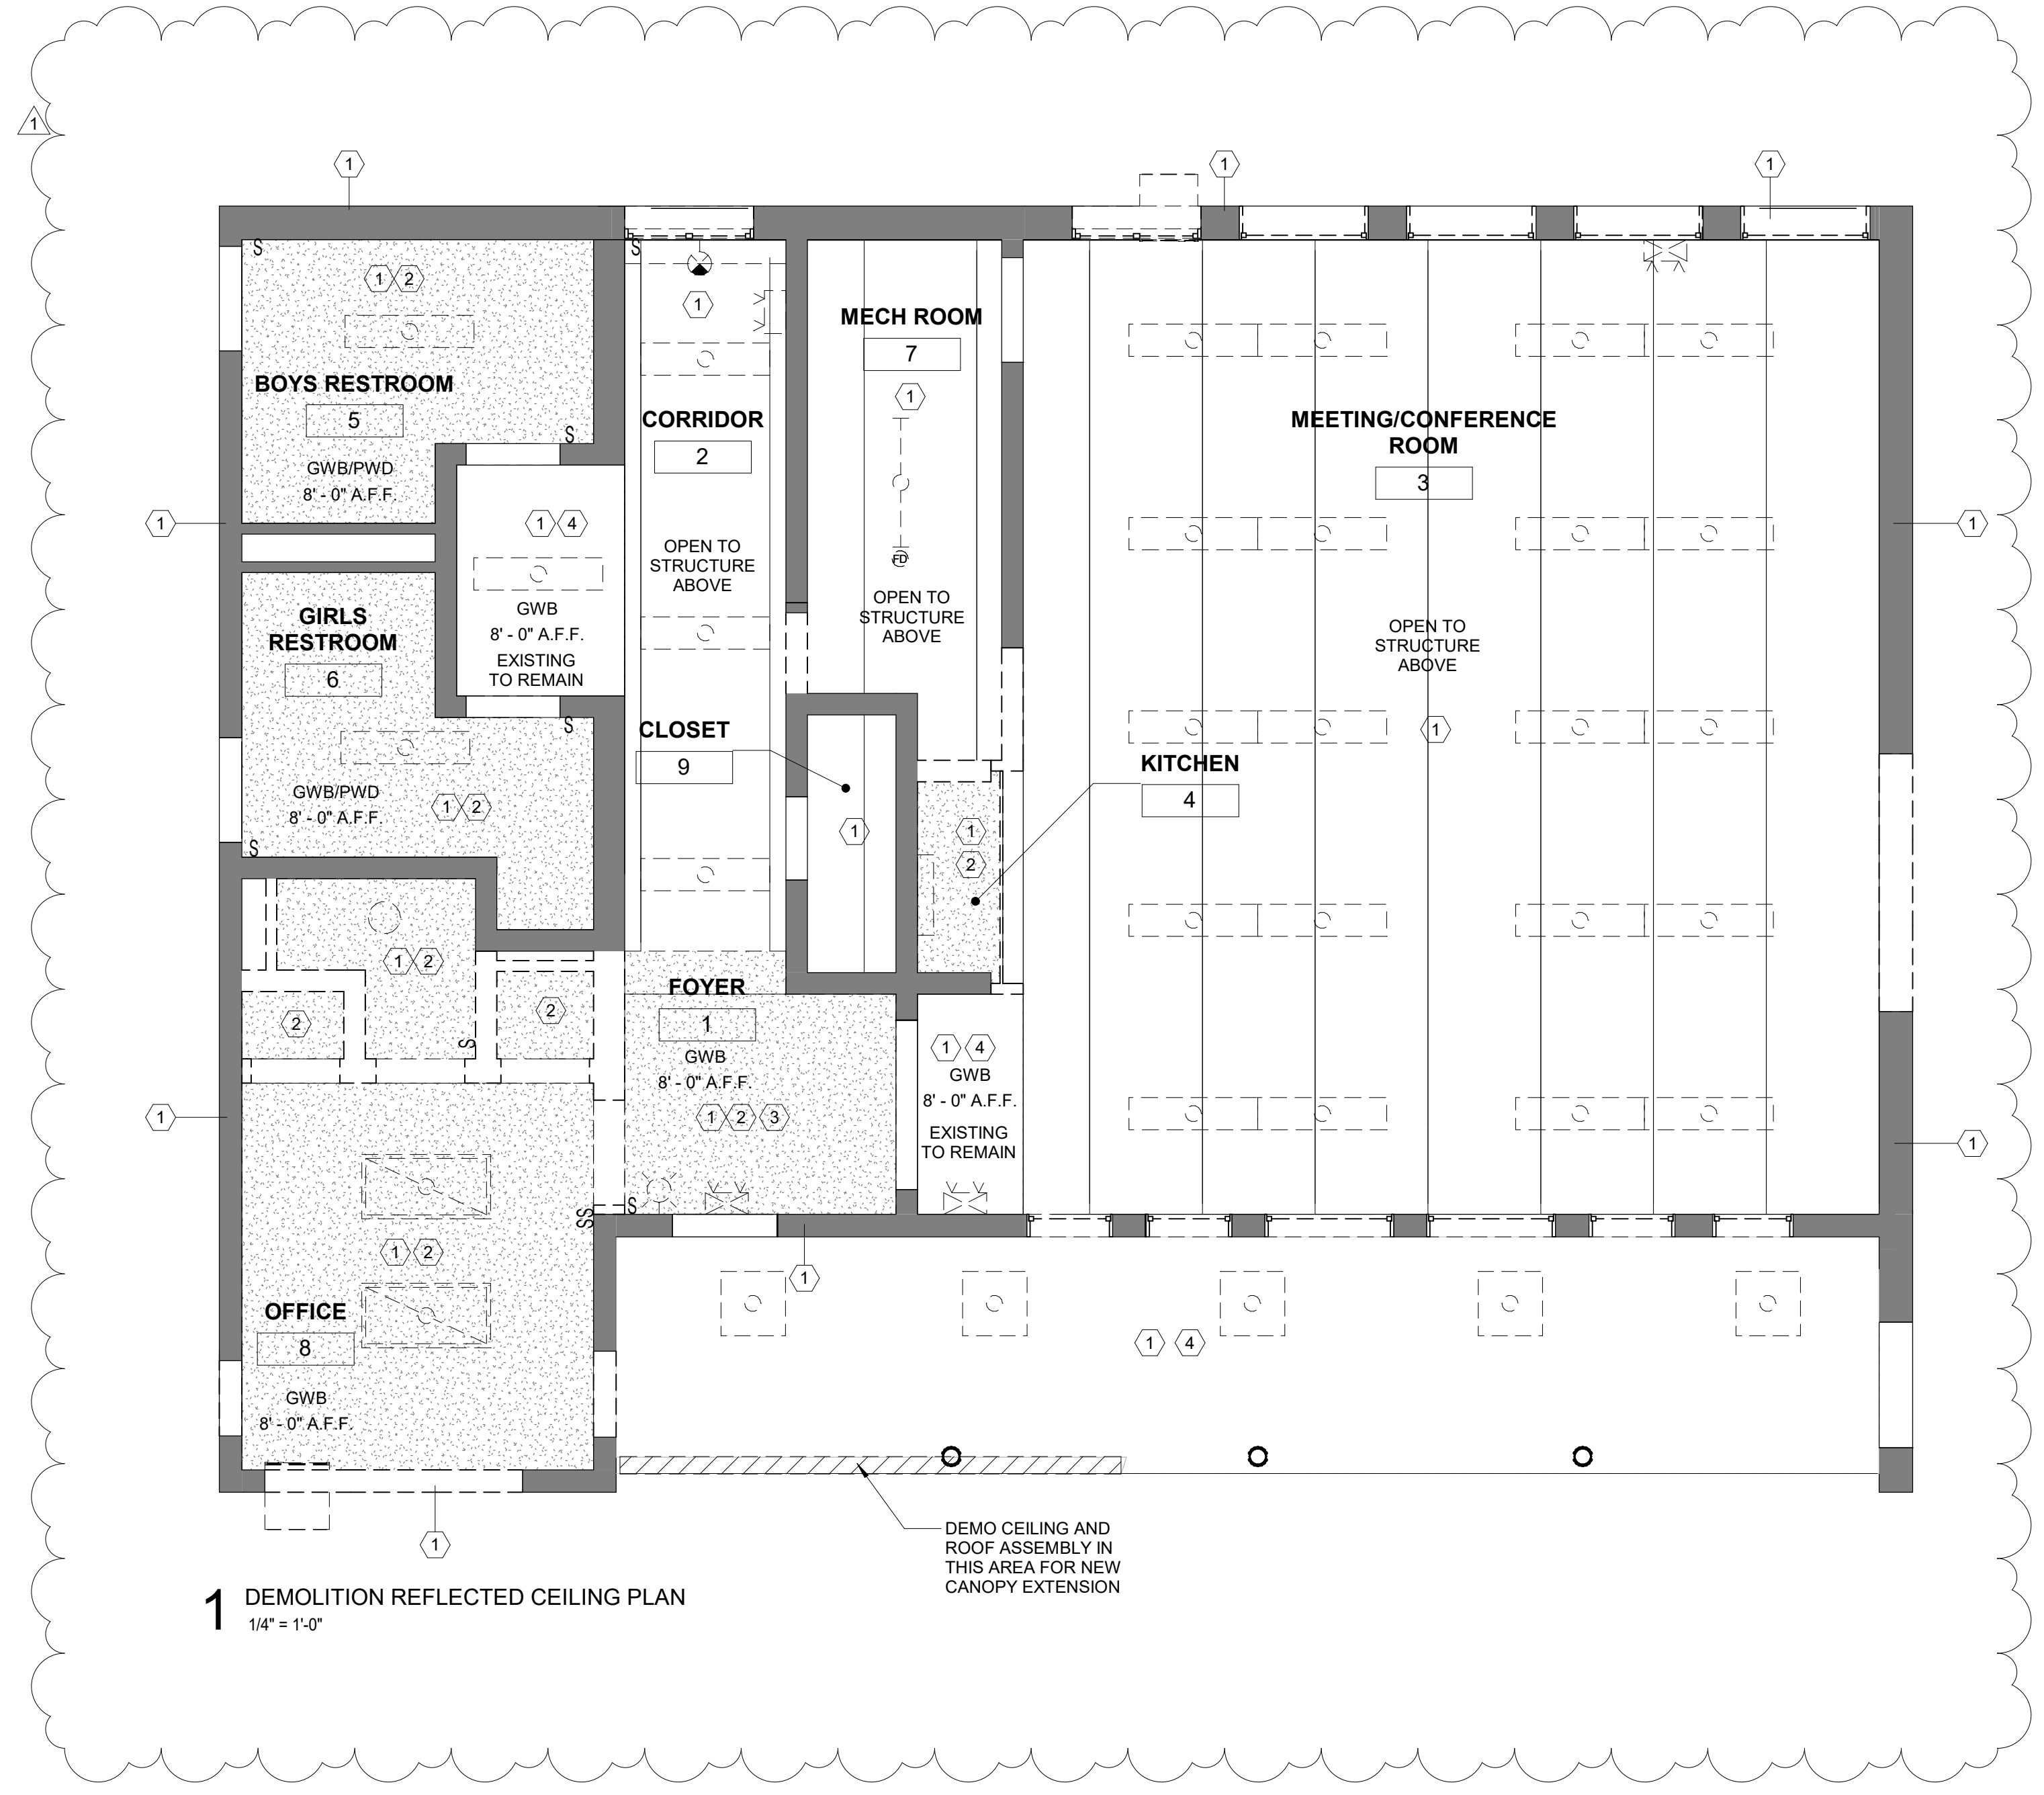 1
1
1
1
S
S
1 2
1
MECH ROOM
7
1
BOYS RESTROOM
5
S
GWB/PWD
8' - 0" A.F.F.
CORRIDOR
2
MEETING/CONFERENCE
ROOM
3
1
1 4
1
OPEN TO
STRUCTURE
ABOVE
FD
OPEN TO
STRUCTURE
ABOVE
GWB
8' - 0" A.F.F.
EXISTING
TO REMAIN
GIRLS
RESTROOM
6
OPEN TO
STRUCTURE
ABOVE
1
S
CLOSET
9
KITCHEN
4
GWB/PWD
8' - 0" A.F.F.
1 2
S
1
1
2
1 2
2
2
S
FOYER
1
GWB
8' - 0" A.F.F.
1 2 3
1 4
GWB
8' - 0" A.F.F.
EXISTING
TO REMAIN
1
1
S
SS
1 2
1
OFFICE
8
GWB
8' - 0" A.F.F.
1 4
1
DEMO CEILING AND
ROOF ASSEMBLY IN
THIS AREA FOR NEW
CANOPY EXTENSION
1 DEMOLITION REFLECTED CEILING PLAN
1/4" = 1'-0"